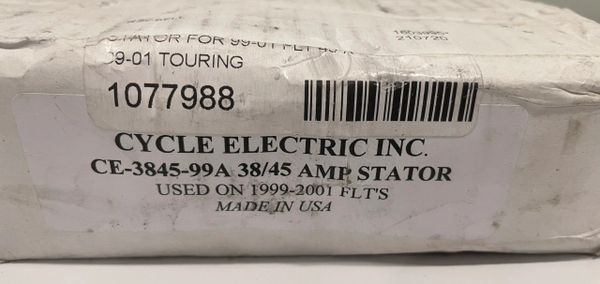 STATOR FOR 99-01 FLT
99-01 TOURING
1077988
210720
CYCLE ELECTRIC INC.
CE-3845-99A 38/45 AMP STATOR
USED ON 1999-2001 FLT'S
MADE IN USA